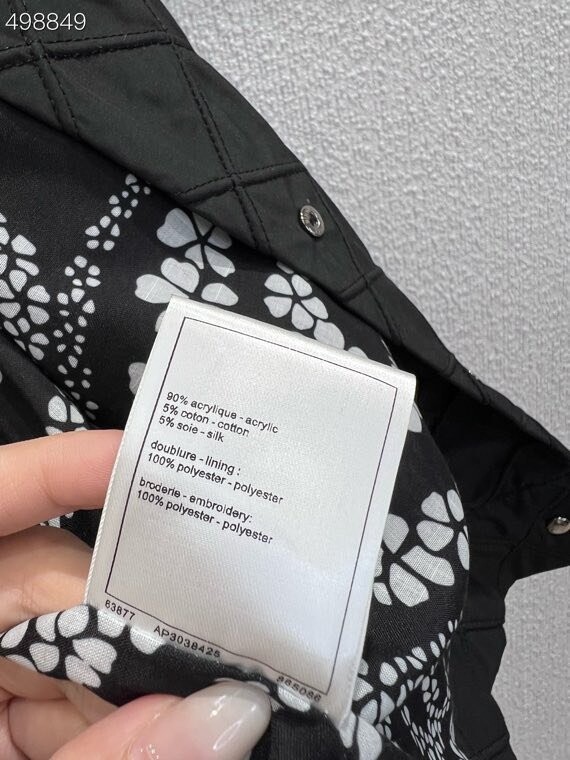 498849
90% acrylique - acrylic
5% coton - cotton
5% soie - silk
doublure - lining :
100% polyester - polyester
broderie - embroidery:
100% polyester - polyester
63877 AP3038425 865086